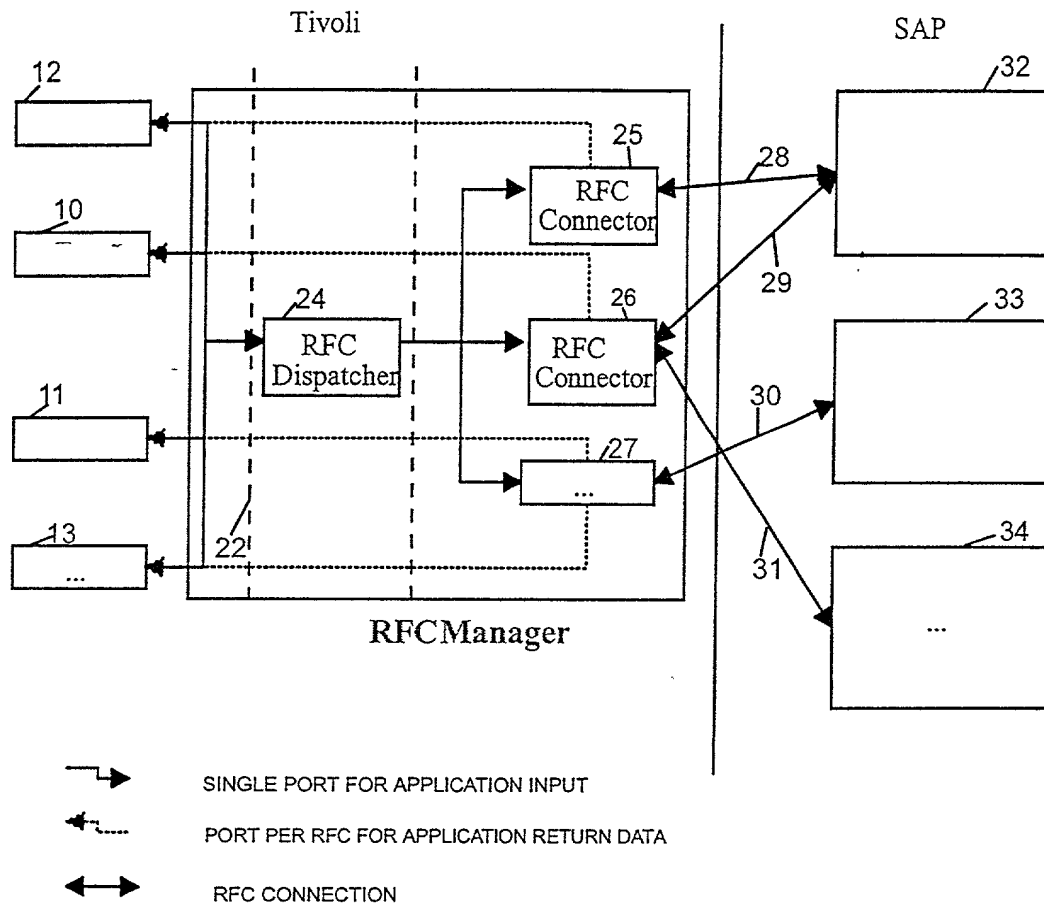 Tivoli
SAP
12
32
25
28
RFC
Connector
10
29
24
26
33
RFC
Dispatcher
RFC
Connector
11
30
27
...
22
31
13
...
34
...
RFCManager
SINGLE PORT FOR APPLICATION INPUT
PORT PER RFC FOR APPLICATION RETURN DATA
RFC CONNECTION